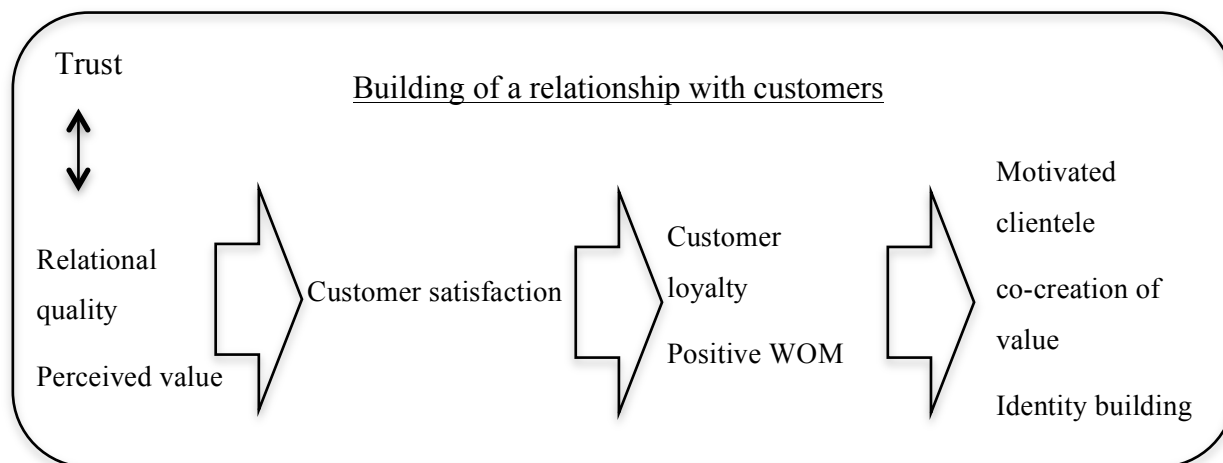 Trust
Building of a relationship with customers
Relational
quality
Perceived value
Customer satisfaction
Customer
loyalty
Positive WOM
Motivated
clientele
co-creation of
value
Identity building